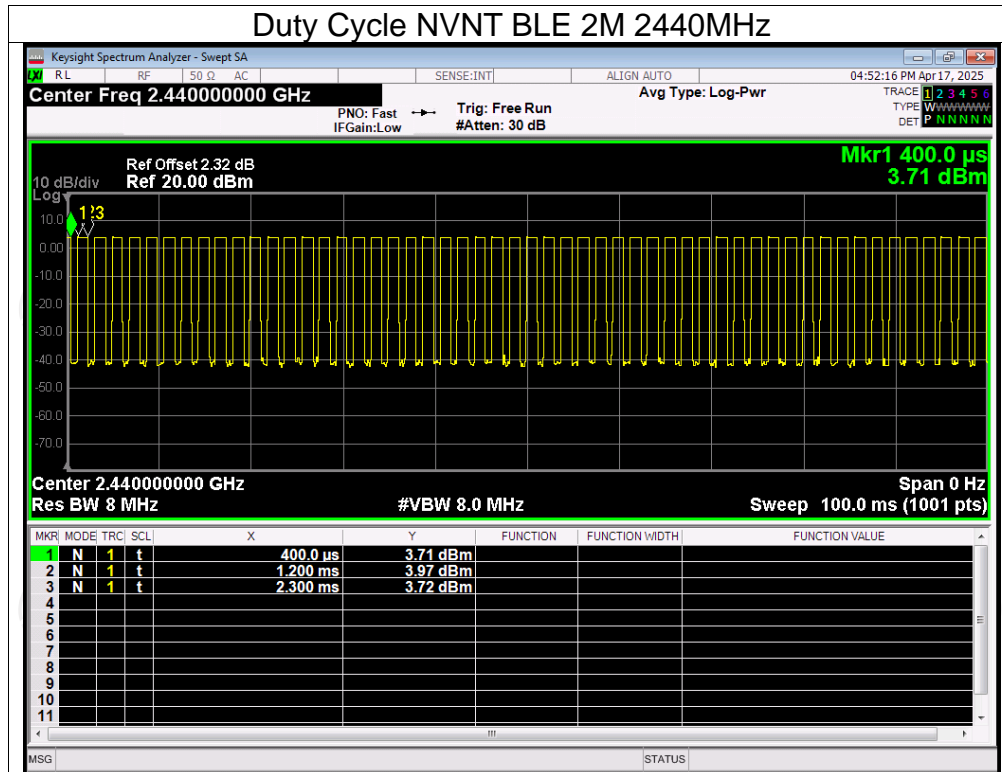 Duty Cycle NVNT BLE 2M 2440MHz
Keysight Spectrum Analyzer - Swept SA
LXI RL RF 50 Ω AC SENSE:INT ALIGN AUTO 04:52:16 PM Apr 17, 2025
Center Freq 2.440000000 GHz Avg Type: Log-Pwr TRACE 1 2 3 4 5 6
PNO: Fast Trig: Free Run TYPE WWWWWWW
IFGain:Low #Atten: 30 dB DET P N N N N N
Mkr1 400.0 µs
Ref Offset 2.32 dB
10 dB/div Ref 20.00 dBm 3.71 dBm
Log
10.0
0.00
-10.0
-20.0
-30.0
-40.0
-50.0
-60.0
-70.0
Center 2.440000000 GHz Span 0 Hz
Res BW 8 MHz #VBW 8.0 MHz Sweep 100.0 ms (1001 pts)
MKR MODE TRC SCL X Y FUNCTION FUNCTION WIDTH FUNCTION VALUE
1 N 1 t 400.0 µs 3.71 dBm
2 N 1 t 1.200 ms 3.97 dBm
3 N 1 t 2.300 ms 3.72 dBm
4
5
6
7
8
9
10
11
MSG STATUS